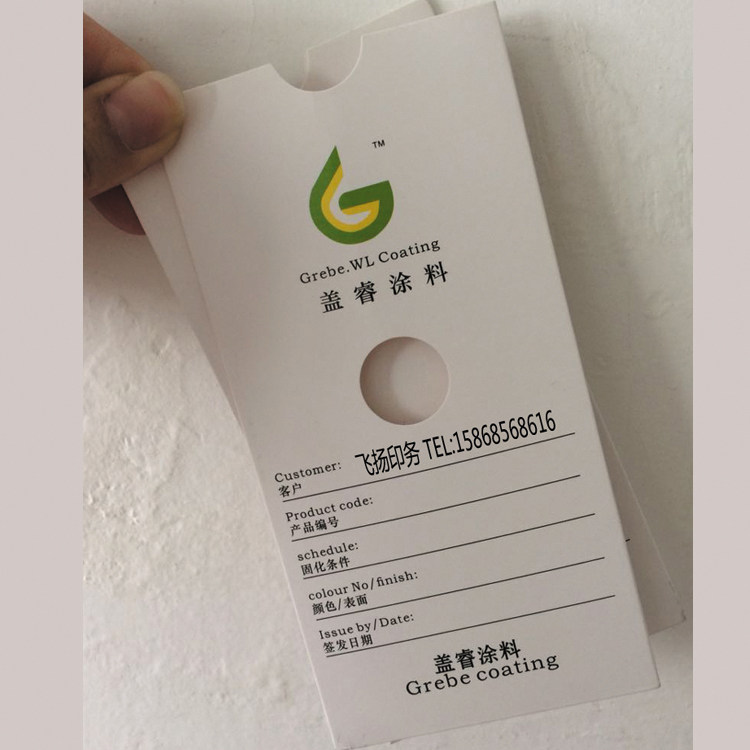 TM
Grebe.WL Coating
盖睿涂料
Customer: 飞扬印务 TEL:15868568616
客户
Product code:
产品编号
schedule:
固化条件
colour No/finish:
颜色/表面
Issue by/Date:
签发日期
盖睿涂料
Grebe coating